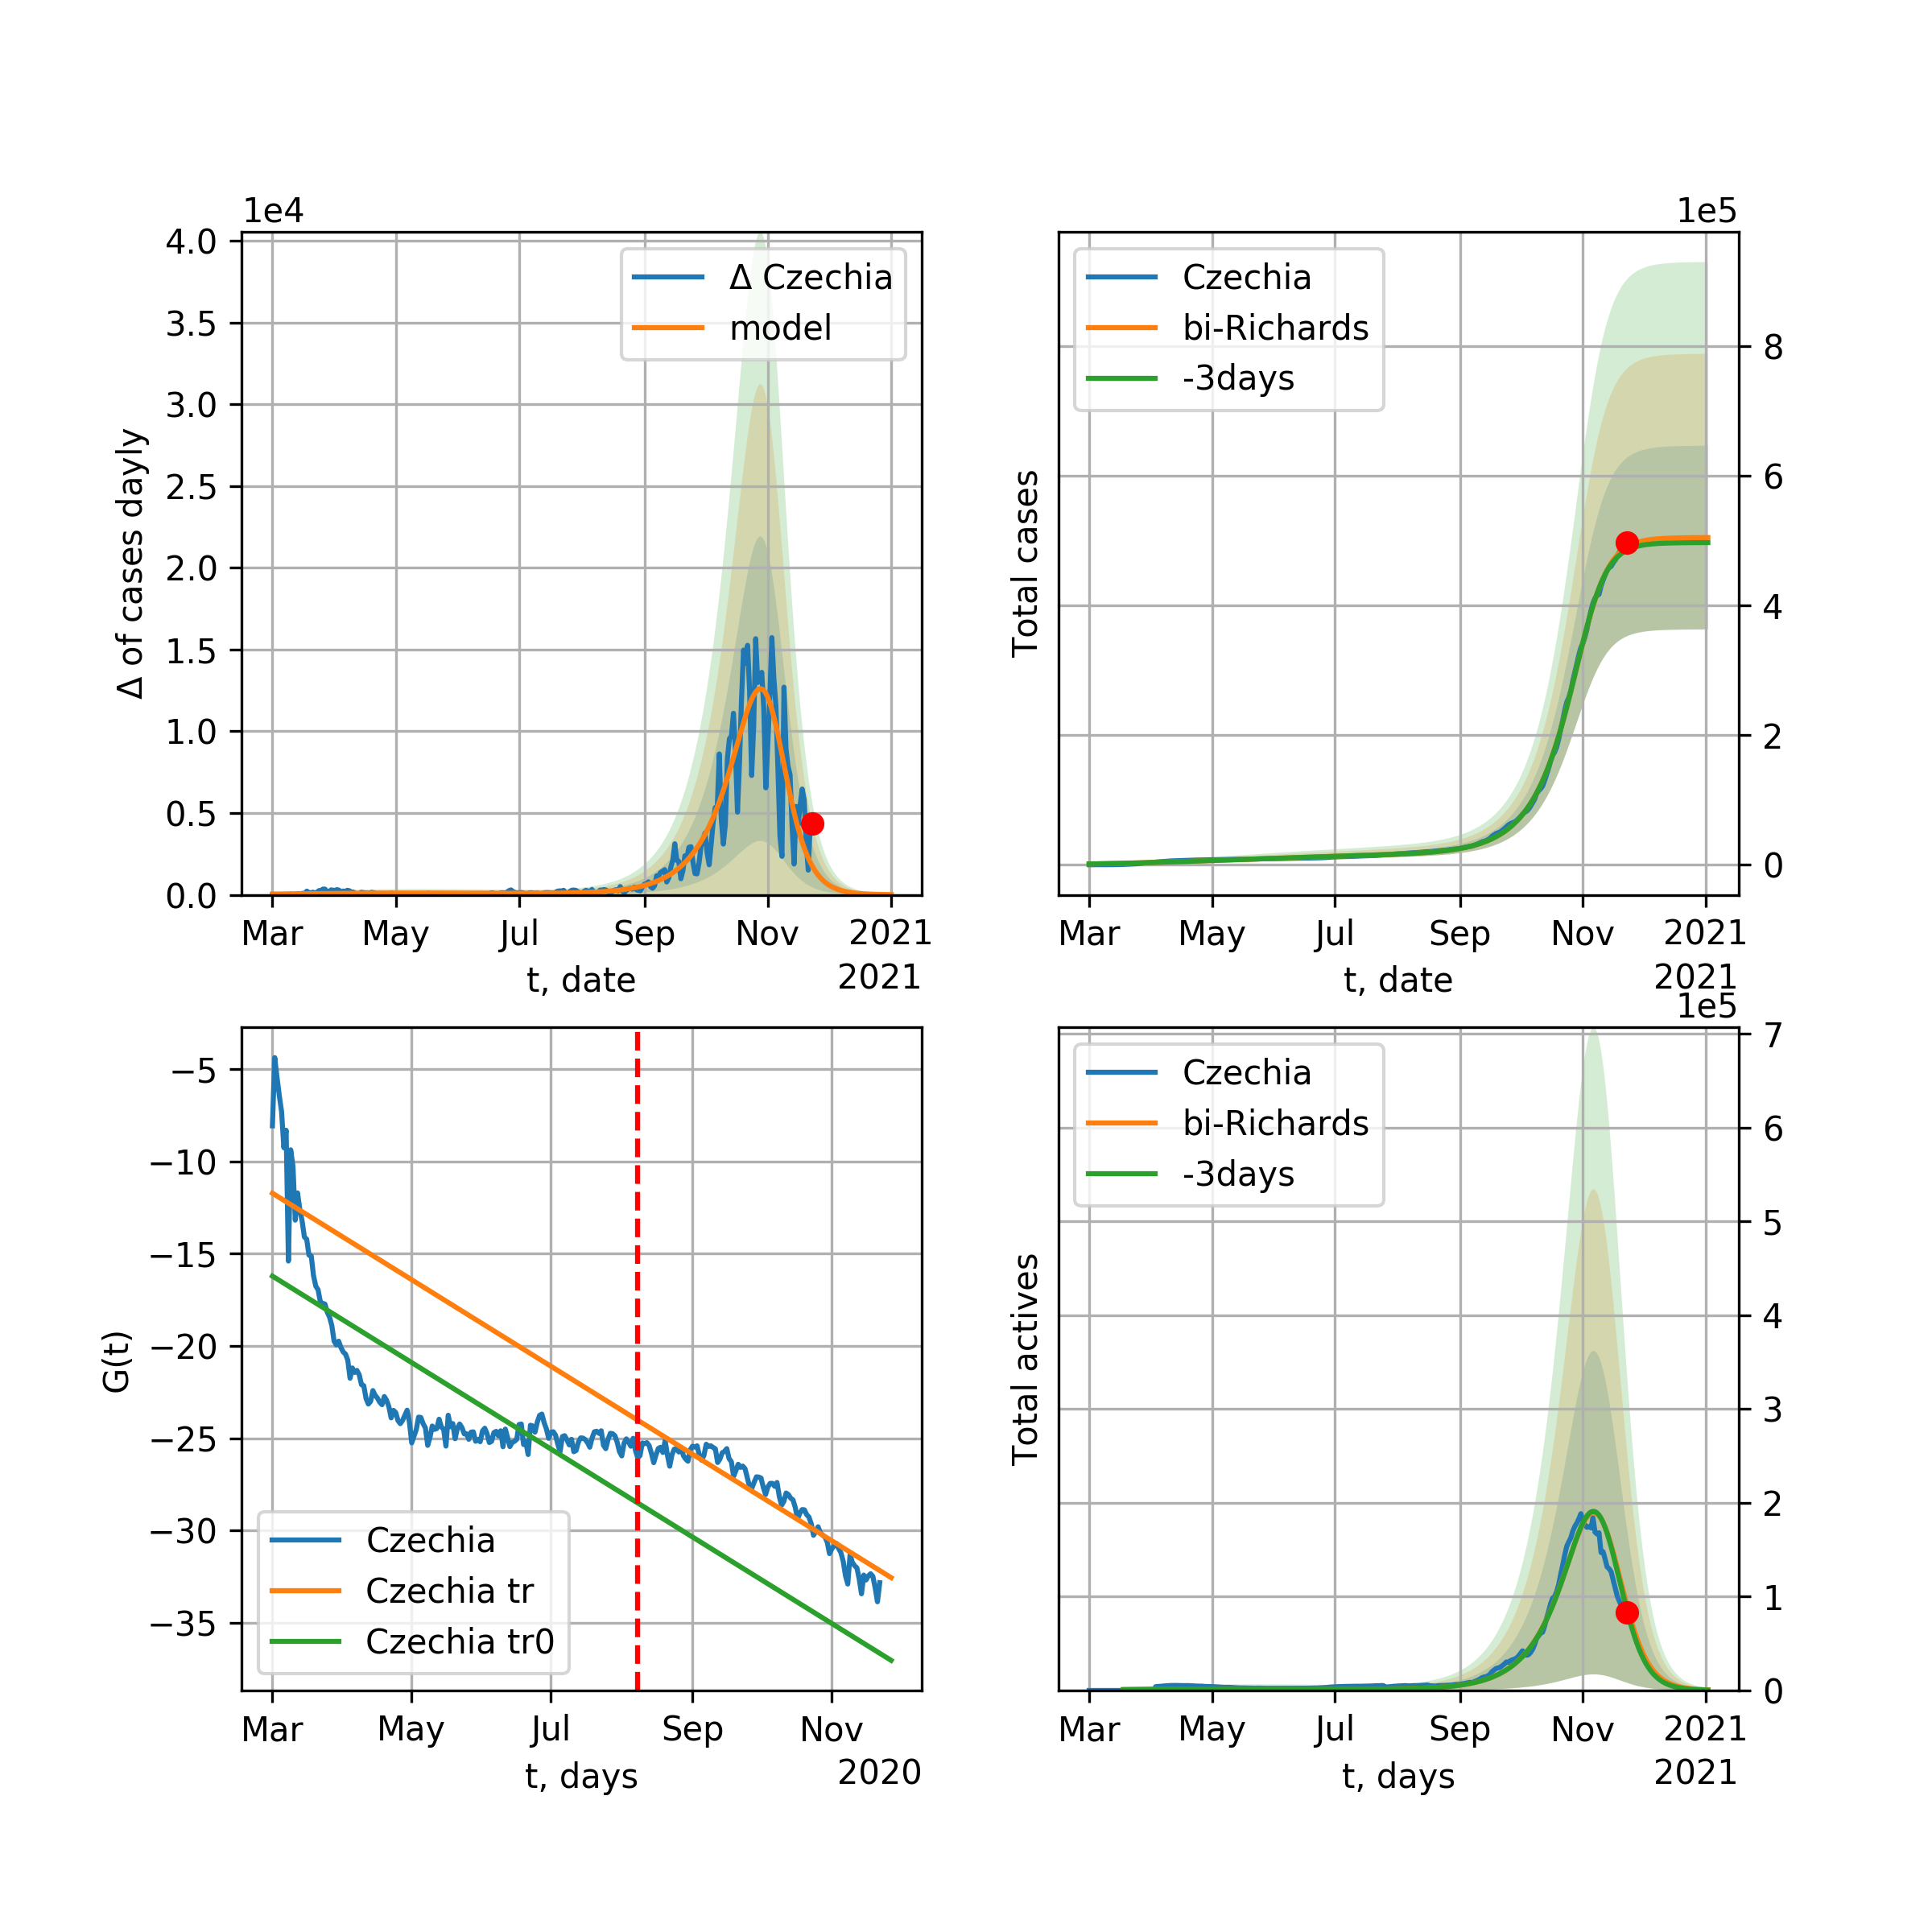 1e4
4.0
3.5
3.0
2.5
2.0
1.5
1.0
0.5
0.0
Δ of cases dayly
Δ Czechia
model
Mar May Jul Sep Nov 2021
t, date 2021
1e5
Czechia
bi-Richards
-3days
Total cases
8
6
4
2
0
Mar May Jul Sep Nov 2021
t, date 2021
−5
−10
−15
−20
−25
−30
−35
G(t)
Czechia
Czechia tr
Czechia tr0
Mar May Jul Sep Nov
t, days 2020
1e5
Czechia
bi-Richards
-3days
Total actives
7
6
5
4
3
2
1
0
Mar May Jul Sep Nov 2021
t, days 2021